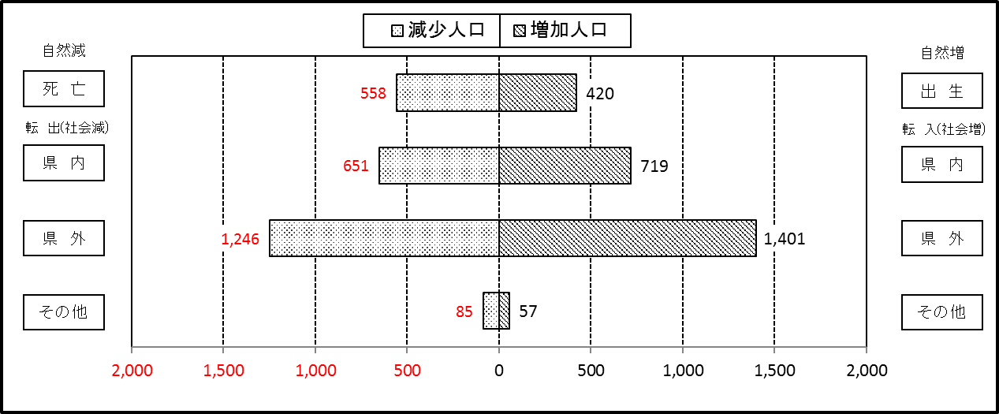 減少人口 増加人口
自然減 自然増
死 亡 558 420 出 生
転 出(社会減) 転 入(社会増)
県 内 651 719 県 内
県 外 1,246 1,401 県 外
その他 85 57 その他
2,000 1,500 1,000 500 0 500 1,000 1,500 2,000